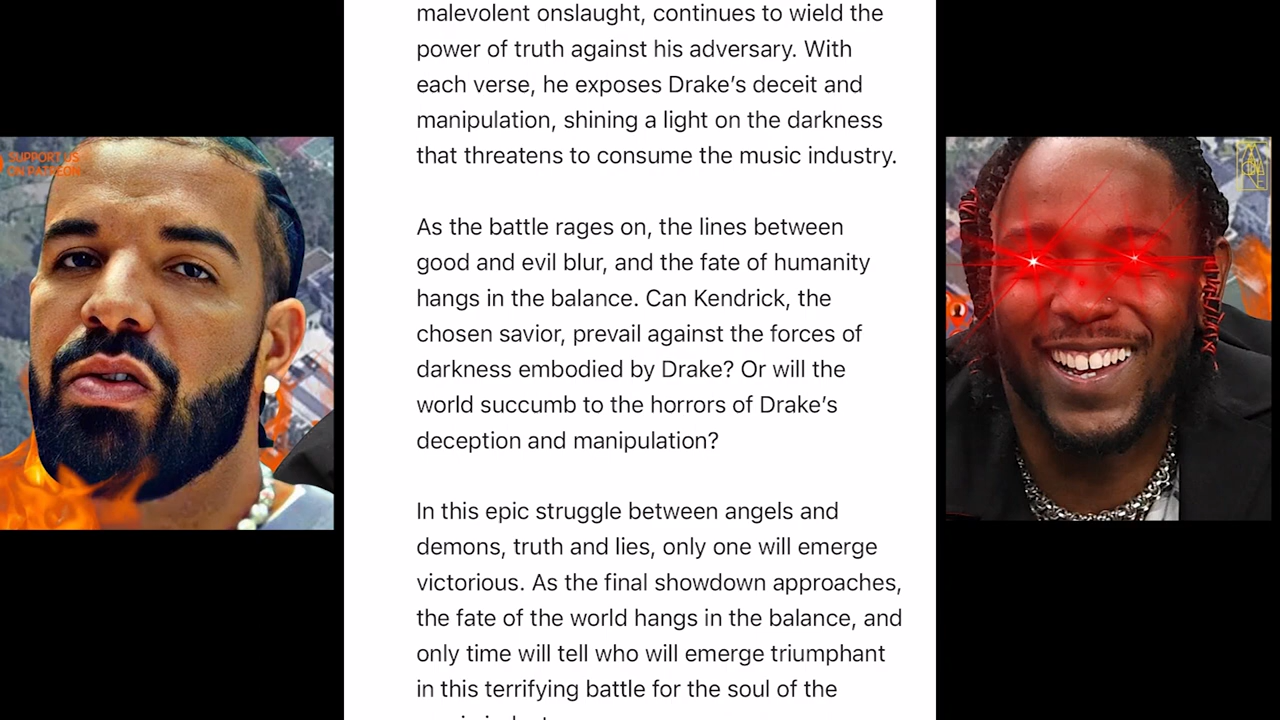 malevolent onslaught, continues to wield the
power of truth against his adversary. With
each verse, he exposes Drake’s deceit and
manipulation, shining a light on the darkness
that threatens to consume the music industry.
As the battle rages on, the lines between
good and evil blur, and the fate of humanity
hangs in the balance. Can Kendrick, the
chosen savior, prevail against the forces of
darkness embodied by Drake? Or will the
world succumb to the horrors of Drake’s
deception and manipulation?
In this epic struggle between angels and
demons, truth and lies, only one will emerge
victorious. As the final showdown approaches,
the fate of the world hangs in the balance, and
only time will tell who will emerge triumphant
in this terrifying battle for the soul of the
SUPPORT US
ON PATREON